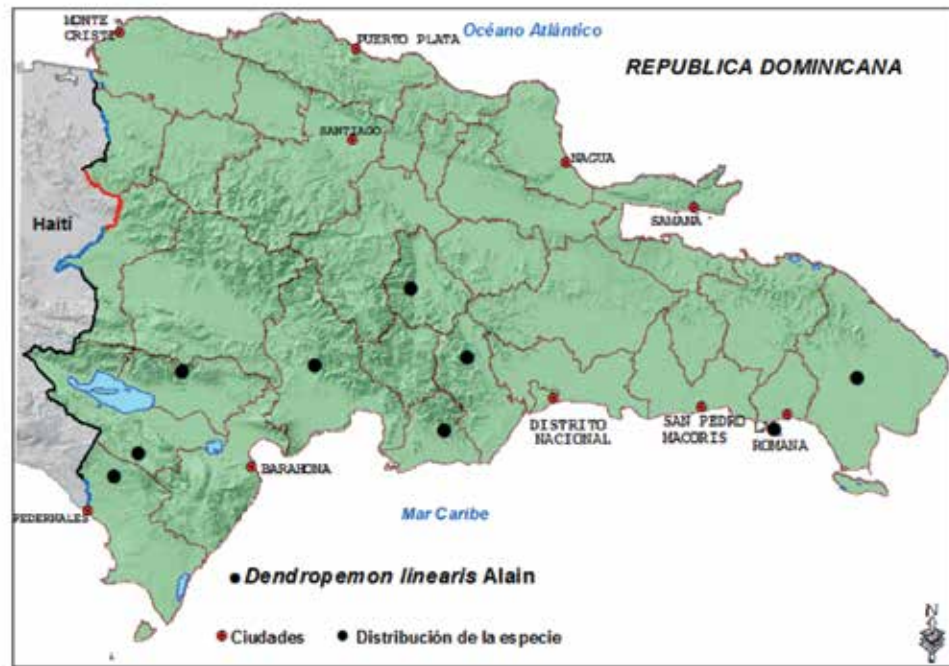 MONTE
CRISTI
PUERTO PLATA
Océano Atlántico
REPUBLICA DOMINICANA
SANTIAGO
NAGUA
SAMANA
Haití
DISTRITO
NACIONAL
SAN PEDRO
MACORIS
LA
ROMANA
BARAHONA
PEDERNALES
Mar Caribe
Dendropemon linearis Alain
Ciudades
Distribución de la especie
N